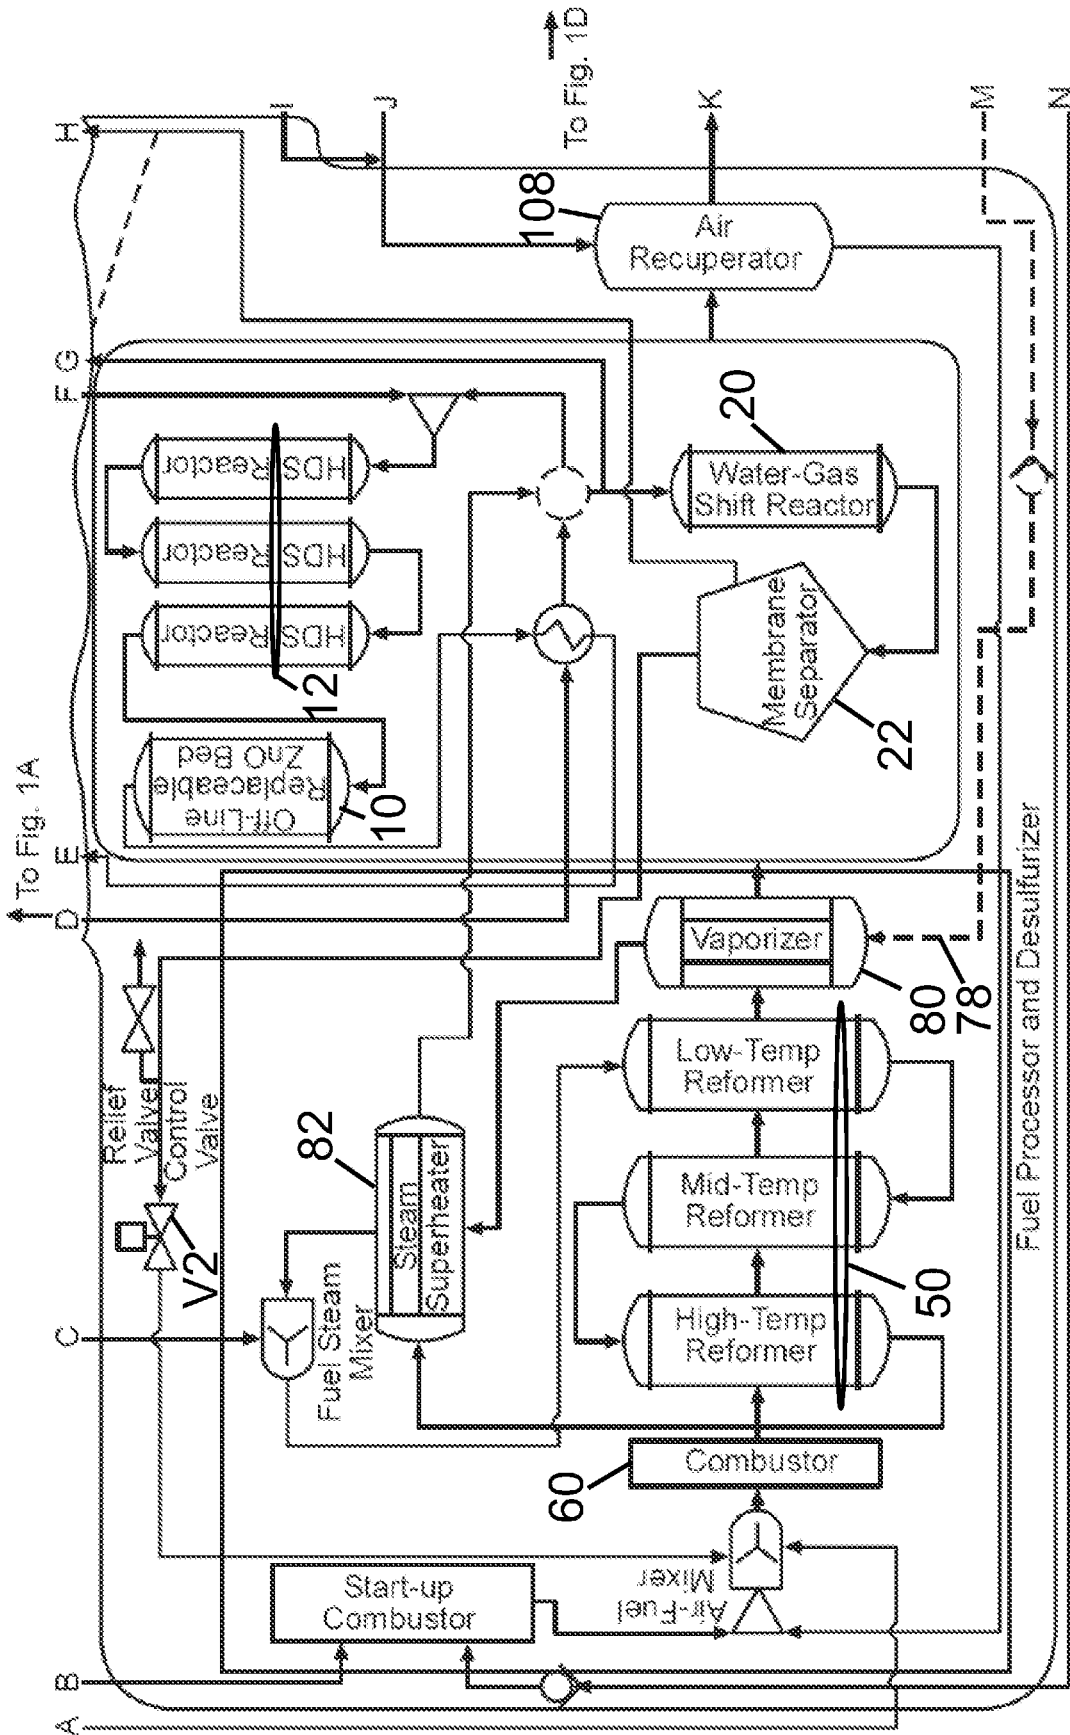 To Fig. 1A
To Fig. 1D
A
B
C
D
E
F
G
H
I
J
K
M
N
Relief
Valve
Control
Valve
V2
Off-Line
Replaceable
ZnO Bed
10
HDS Reactor
HDS Reactor
HDS Reactor
12
Fuel Steam
Mixer
Steam
Superheater
82
Start-up
Combustor
Air-Fuel
Mixer
Combustor
60
High-Temp
Reformer
Mid-Temp
Reformer
Low-Temp
Reformer
50
Vaporizer
80
78
Membrane
Separator
22
Water-Gas
Shift Reactor
20
Air
Recuperator
108
Fuel Processor and Desulfurizer